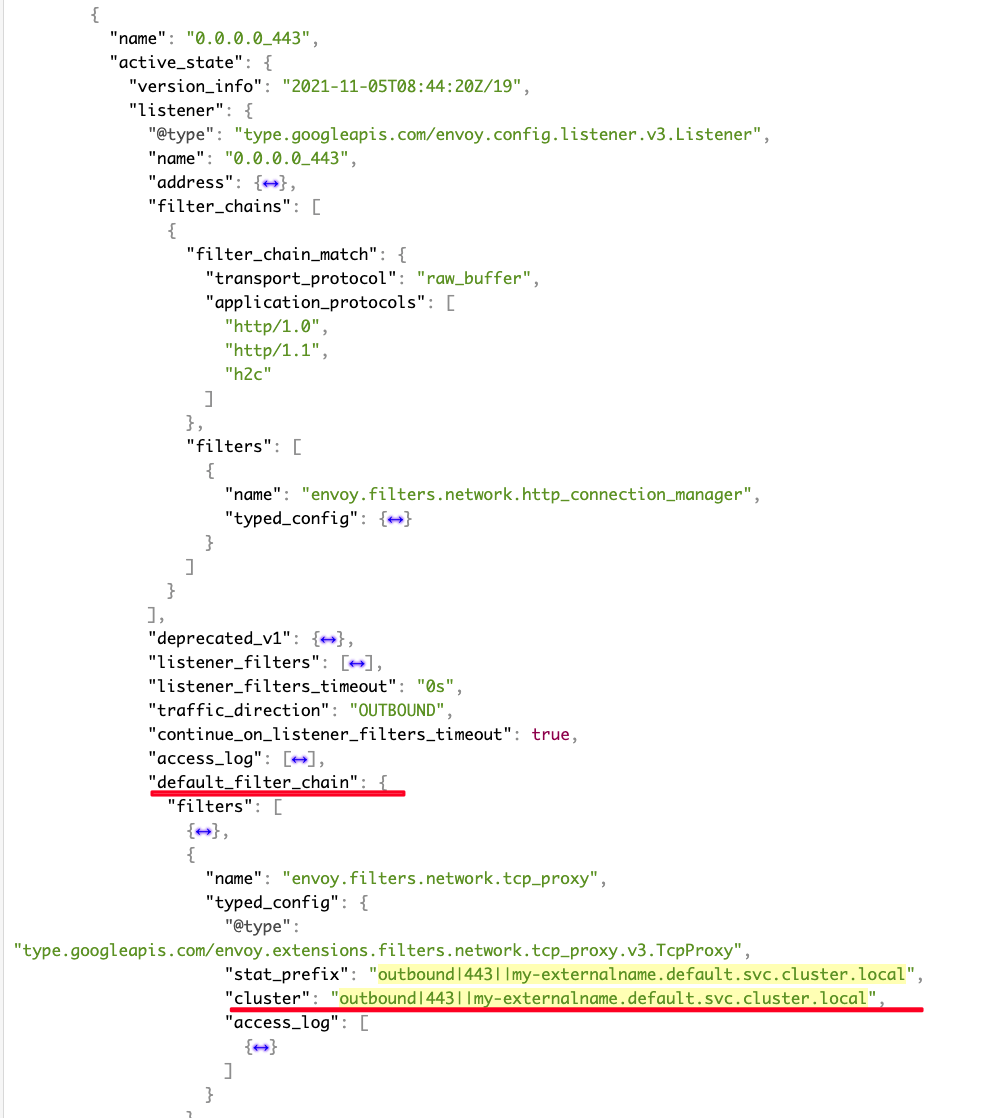 {
"name": "0.0.0.0_443",
"active_state": {
"version_info": "2021-11-05T08:44:20Z/19",
"listener": {
"@type": "type.googleapis.com/envoy.config.listener.v3.Listener",
"name": "0.0.0.0_443",
"address": {↔},
"filter_chains": [
{
"filter_chain_match": {
"transport_protocol": "raw_buffer",
"application_protocols": [
"http/1.0",
"http/1.1",
"h2c"
]
},
"filters": [
{
"name": "envoy.filters.network.http_connection_manager",
"typed_config": {↔}
}
]
}
],
"deprecated_v1": {↔},
"listener_filters": [↔],
"listener_filters_timeout": "0s",
"traffic_direction": "OUTBOUND",
"continue_on_listener_filters_timeout": true,
"access_log": [↔],
"default_filter_chain": {
"filters": [
{↔},
{
"name": "envoy.filters.network.tcp_proxy",
"typed_config": {
"@type":
"type.googleapis.com/envoy.extensions.filters.network.tcp_proxy.v3.TcpProxy",
"stat_prefix": "outbound|443||my-externalname.default.svc.cluster.local",
"cluster": "outbound|443||my-externalname.default.svc.cluster.local",
"access_log": [
{↔}
]
}
}